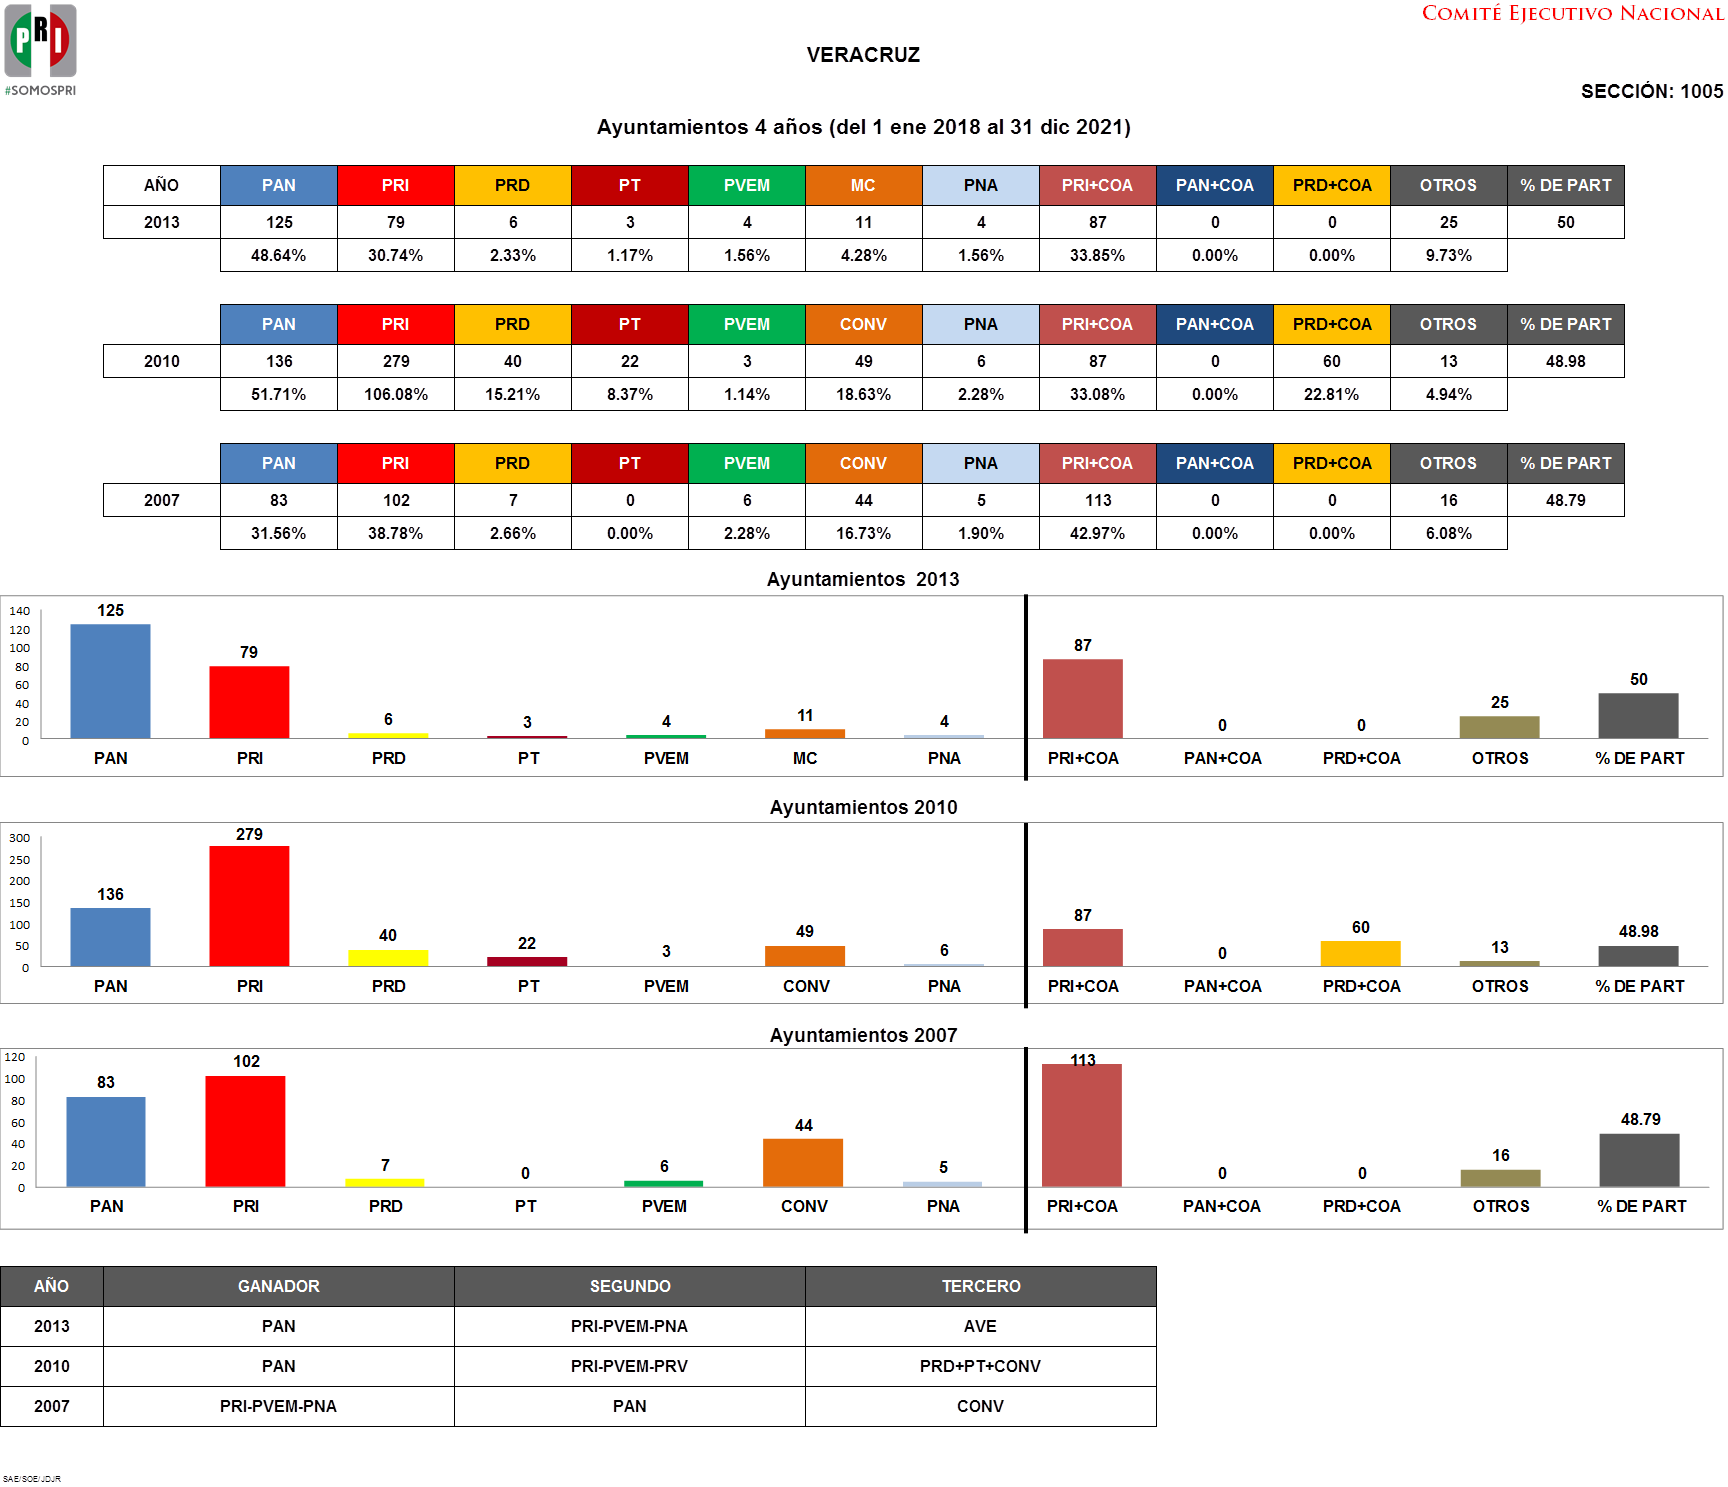 PRI
#SOMOSPRI
COMITÉ EJECUTIVO NACIONAL
VERACRUZ
SECCIÓN: 1005
Ayuntamientos 4 años (del 1 ene 2018 al 31 dic 2021)
AÑO PAN PRI PRD PT PVEM MC PNA PRI+COA PAN+COA PRD+COA OTROS % DE PART
2013 125 79 6 3 4 11 4 87 0 0 25 50
48.64% 30.74% 2.33% 1.17% 1.56% 4.28% 1.56% 33.85% 0.00% 0.00% 9.73%
PAN PRI PRD PT PVEM CONV PNA PRI+COA PAN+COA PRD+COA OTROS % DE PART
2010 136 279 40 22 3 49 6 87 0 60 13 48.98
51.71% 106.08% 15.21% 8.37% 1.14% 18.63% 2.28% 33.08% 0.00% 22.81% 4.94%
PAN PRI PRD PT PVEM CONV PNA PRI+COA PAN+COA PRD+COA OTROS % DE PART
2007 83 102 7 0 6 44 5 113 0 0 16 48.79
31.56% 38.78% 2.66% 0.00% 2.28% 16.73% 1.90% 42.97% 0.00% 0.00% 6.08%
Ayuntamientos 2013
140
120
100
80
60
40
20
0
125 79 6 3 4 11 4 87 0 0 25 50
PAN PRI PRD PT PVEM MC PNA PRI+COA PAN+COA PRD+COA OTROS % DE PART
Ayuntamientos 2010
300
250
200
150
100
50
0
136 279 40 22 3 49 6 87 0 60 13 48.98
PAN PRI PRD PT PVEM CONV PNA PRI+COA PAN+COA PRD+COA OTROS % DE PART
Ayuntamientos 2007
120
100
80
60
40
20
0
83 102 7 0 6 44 5 113 0 0 16 48.79
PAN PRI PRD PT PVEM CONV PNA PRI+COA PAN+COA PRD+COA OTROS % DE PART
AÑO GANADOR SEGUNDO TERCERO
2013 PAN PRI-PVEM-PNA AVE
2010 PAN PRI-PVEM-PRV PRD+PT+CONV
2007 PRI-PVEM-PNA PAN CONV
SAE/SOE/JDJR